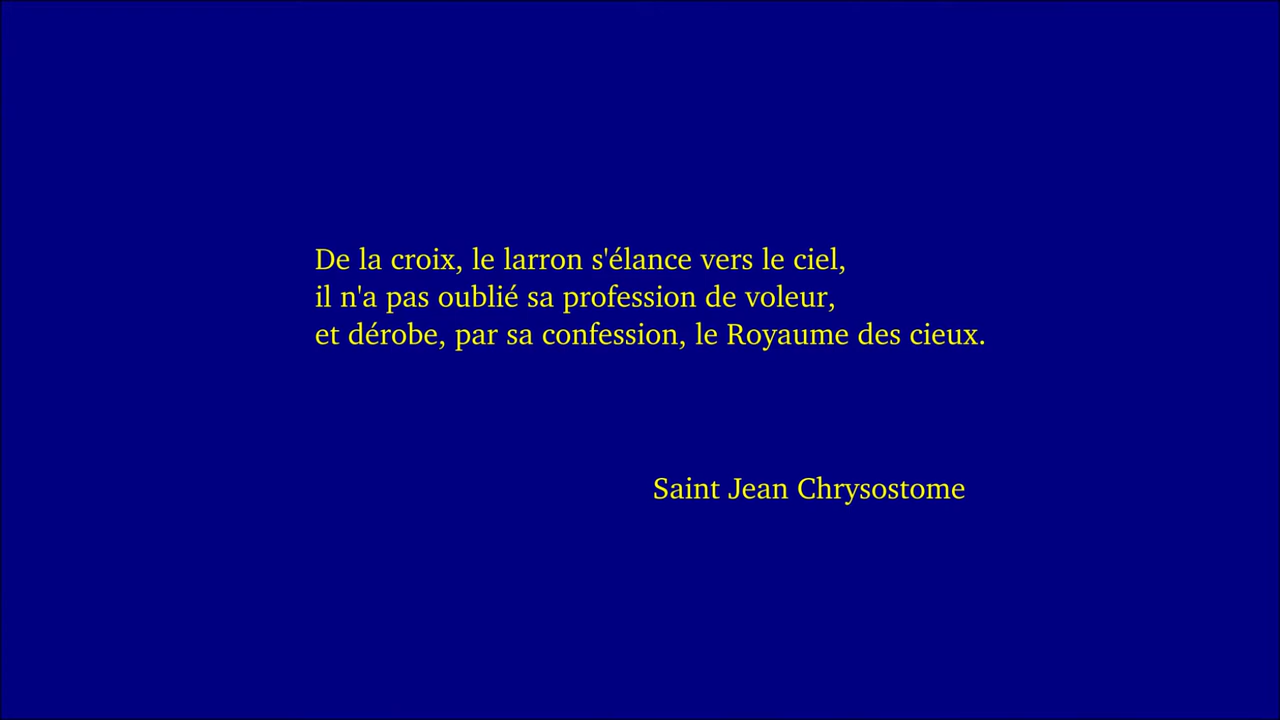 De la croix, le larron s'élance vers le ciel,
il n'a pas oublié sa profession de voleur,
et dérobe, par sa confession, le Royaume des cieux.
Saint Jean Chrysostome